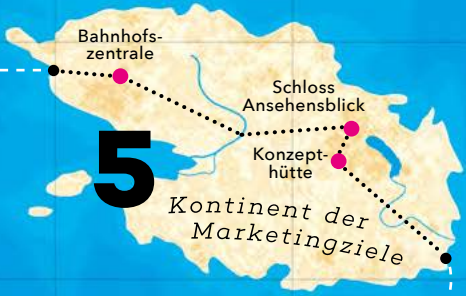 Bahnhofs-
zentrale
Schloss
Ansehensblick
Konzept-
hütte
5
Kontinent der
Marketingziele